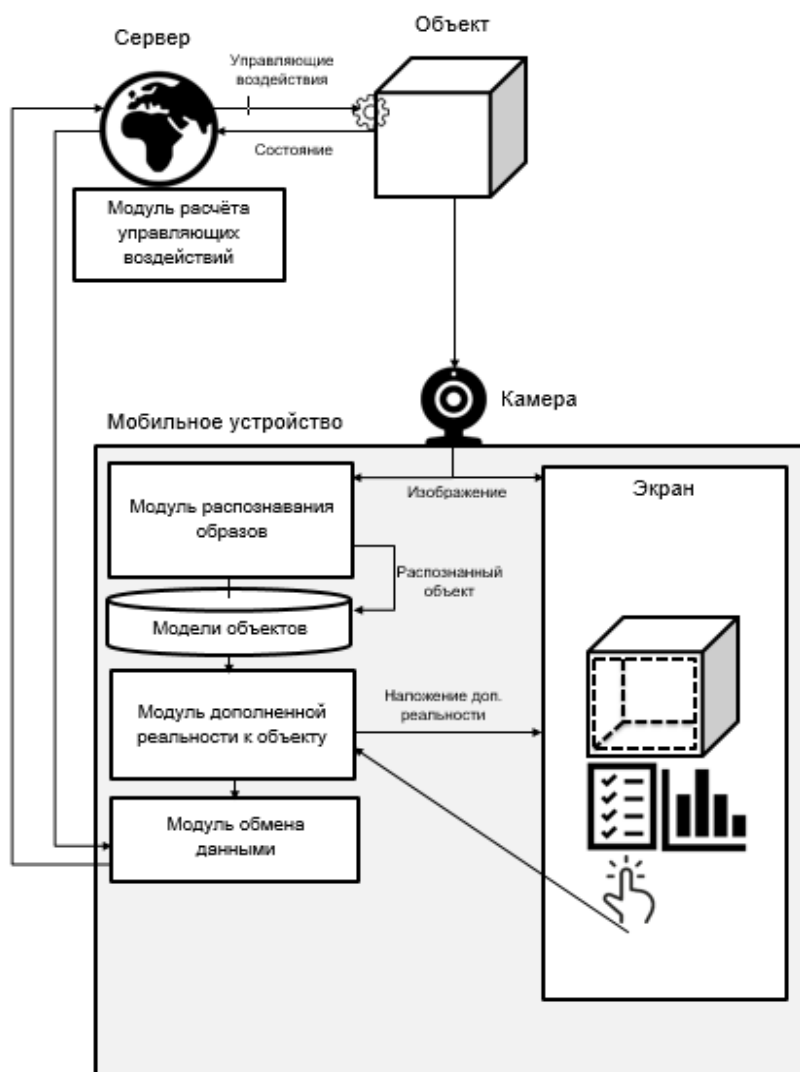 Объект
Сервер
Управляющие
воздействия
Состояние
Модуль расчёта
управляющих
воздействий
Камера
Мобильное устройство
Изображение
Экран
Модуль распознавания
образов
Распознанный
объект
Модели объектов
Наложение доп.
реальности
Модуль дополненной
реальности к объекту
Модуль обмена
данными